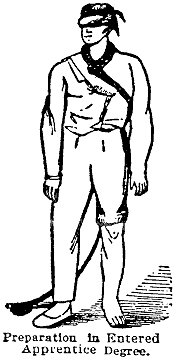 Preparation in Entered
Apprentice Degree.